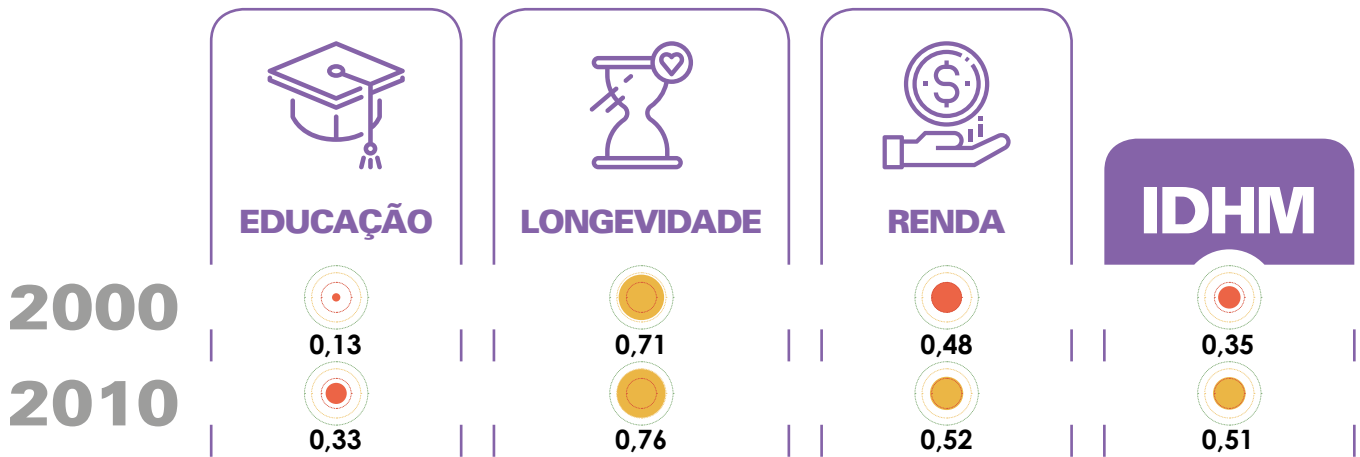 EDUCAÇÃO LONGEVIDADE RENDA IDHM
2000
0,13 0,71 0,48 0,35
2010
0,33 0,76 0,52 0,51